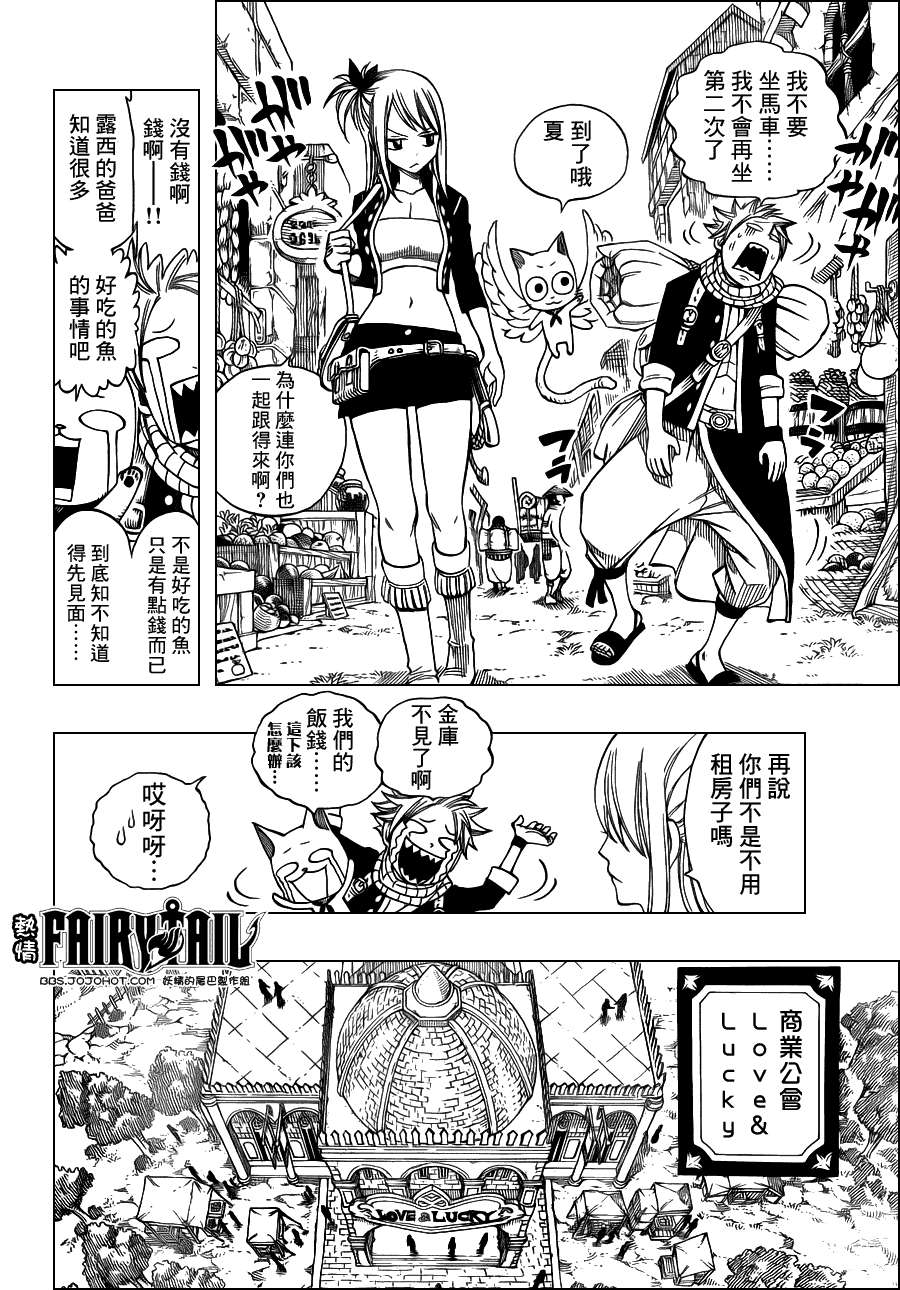 我不要
坐馬車……
我不會再坐
第二次了
到了哦
夏
為什麼連你們也
一起跟得來啊？
沒有錢啊
錢啊——!!
露西的爸爸
知道很多
好吃的魚
的事情吧
不是好吃的魚
只是有點錢而已
到底知不知道
得先見面……
再說
你們不是不用
租房子嗎
金庫
不見了啊
我們的
飯錢……
這下該
怎麼辦…
哎呀呀…
熱情
FAIRY TAIL
BBS.JOJOHOT.COM 妖精的尾巴製作組
商業公會
Love&
Lucky
LOVE & LUCKY